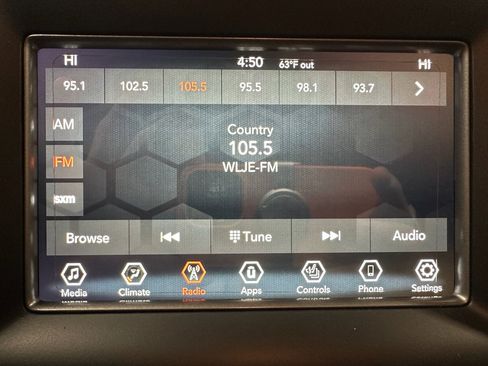 HI 4:50 63°F out HI
95.1 102.5 105.5 95.5 98.1 93.7
AM
Country
105.5
FM
WLJE-FM
sxm
Browse Tune Audio
Media Climate Radio Apps Controls Phone Settings